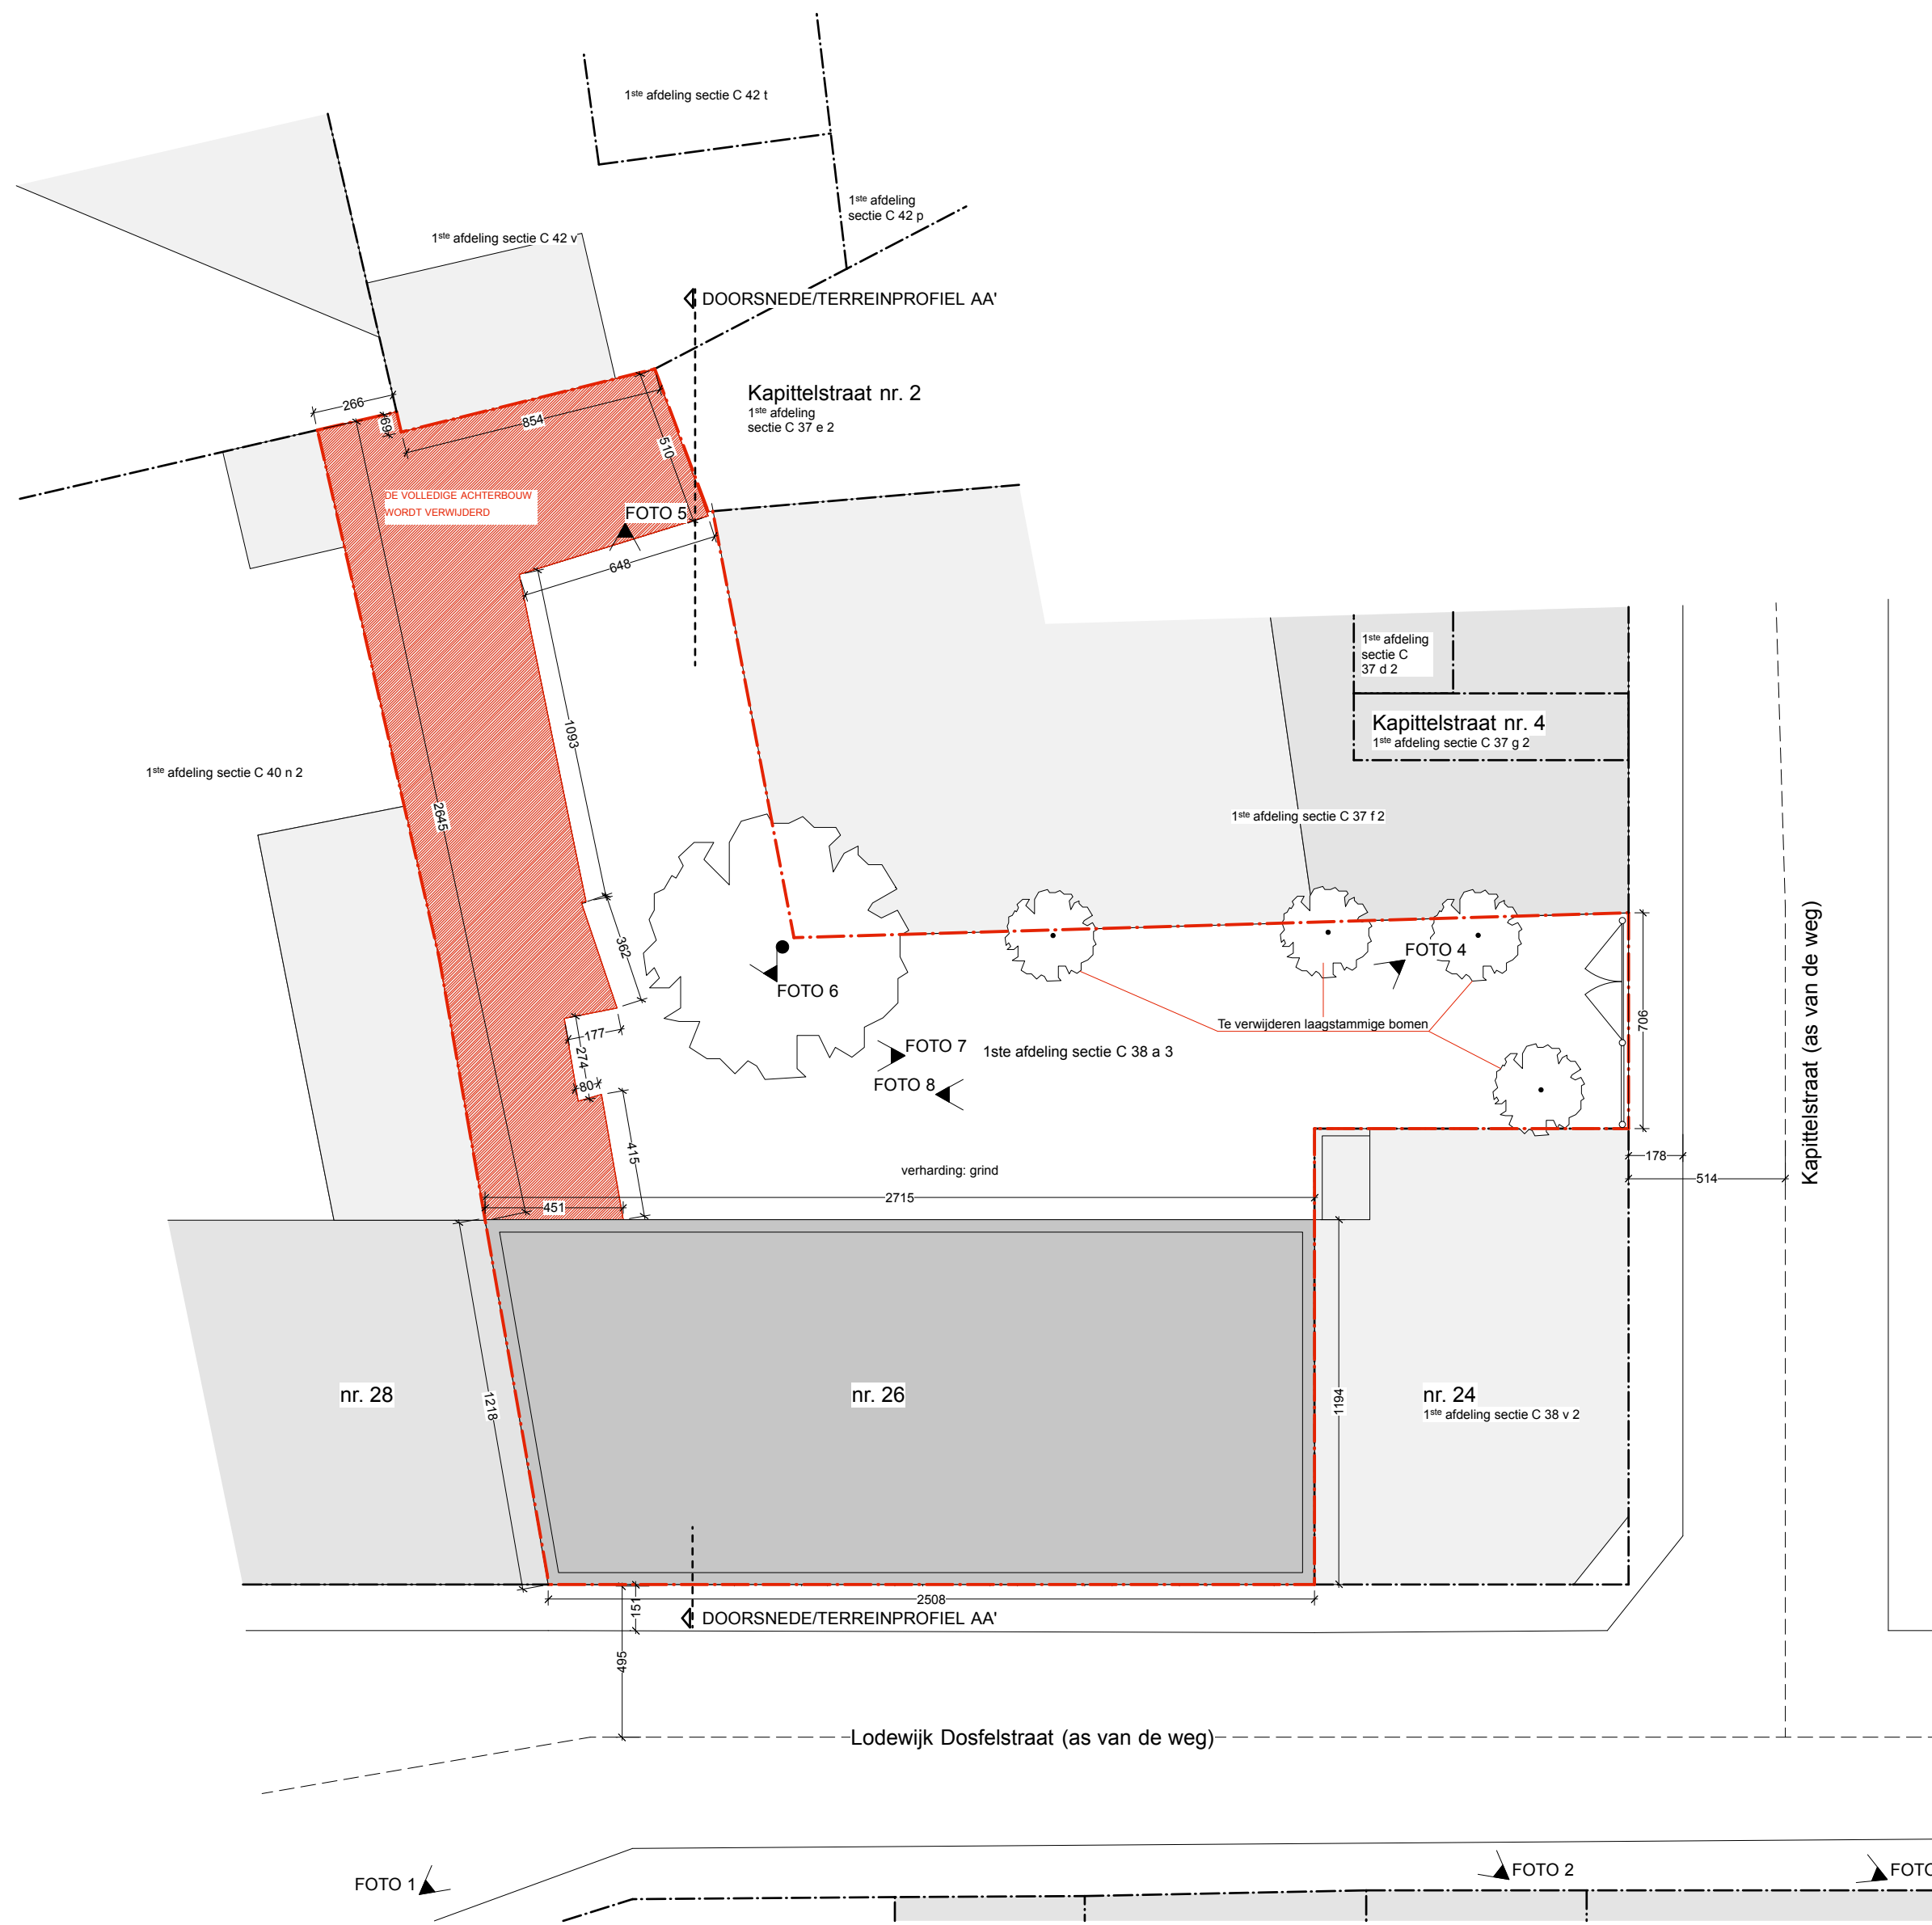 1ste afdeling sectie C 42 t
1ste afdeling
sectie C 42 p
1ste afdeling sectie C 42 v
DOORSNEDE/TERREINPROFIEL AA'
Kapittelstraat nr. 2
1ste afdeling
sectie C 37 e 2
266
69
854
510
DE VOLLEDIGE ACHTERBOUW
WORDT VERWIJDERD
FOTO 5
648
1093
2645
1ste afdeling
sectie C
37 d 2
Kapittelstraat nr. 4
1ste afdeling sectie C 37 g 2
1ste afdeling sectie C 40 n 2
1ste afdeling sectie C 37 f 2
Kapittelstraat (as van de weg)
362
FOTO 4
FOTO 6
Te verwijderen laagstammige bomen
706
177
274
80
FOTO 7
1ste afdeling sectie C 38 a 3
FOTO 8
415
verharding: grind
178
514
2715
451
nr. 28
1218
nr. 26
1194
nr. 24
1ste afdeling sectie C 38 v 2
2508
151
DOORSNEDE/TERREINPROFIEL AA'
495
Lodewijk Dosfelstraat (as van de weg)
FOTO 1
FOTO 2
FOTO